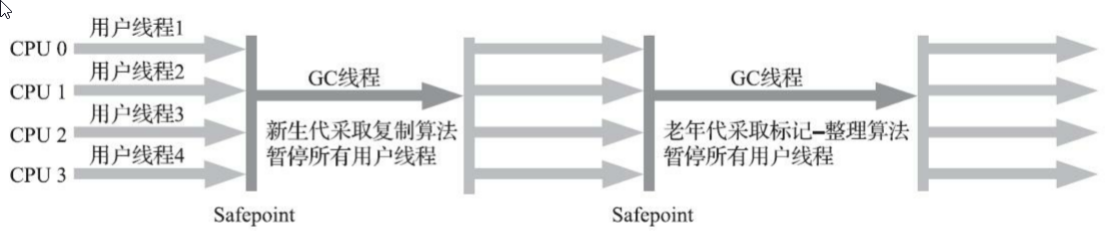 用户线程1
CPU 0
用户线程2
CPU 1
用户线程3
CPU 2
用户线程4
CPU 3
GC线程
新生代采取复制算法
暂停所有用户线程
Safepoint
GC线程
老年代采取标记–整理算法
暂停所有用户线程
Safepoint